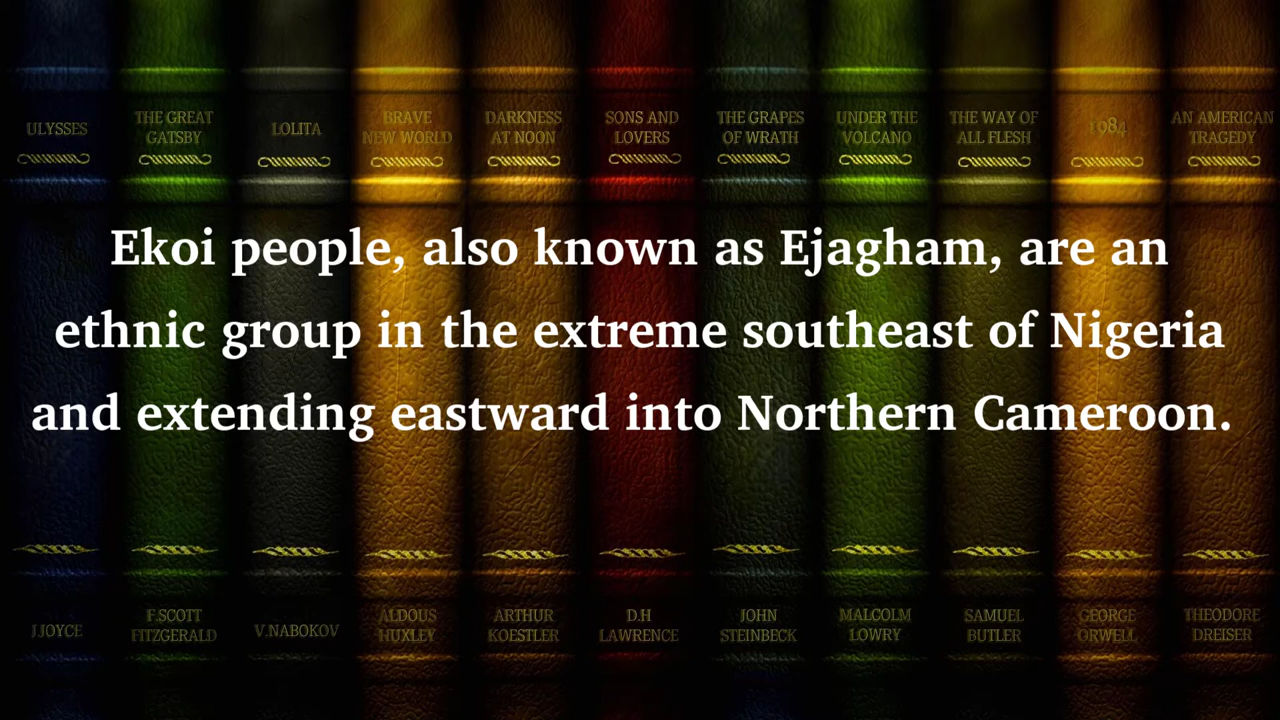 ULYSSES
THE GREAT
GATSBY
LOLITA
BRAVE
NEW WORLD
DARKNESS
AT NOON
SONS AND
LOVERS
THE GRAPES
OF WRATH
UNDER THE
VOLCANO
THE WAY OF
ALL FLESH
1984
AN AMERICAN
TRAGEDY
Ekoi people, also known as Ejagham, are an
ethnic group in the extreme southeast of Nigeria
and extending eastward into Northern Cameroon.
J.JOYCE
F.SCOTT
FITZGERALD
V.NABOKOV
ALDOUS
HUXLEY
ARTHUR
KOESTLER
D.H
LAWRENCE
JOHN
STEINBECK
MALCOLM
LOWRY
SAMUEL
BUTLER
GEORGE
ORWELL
THEODORE
DREISER